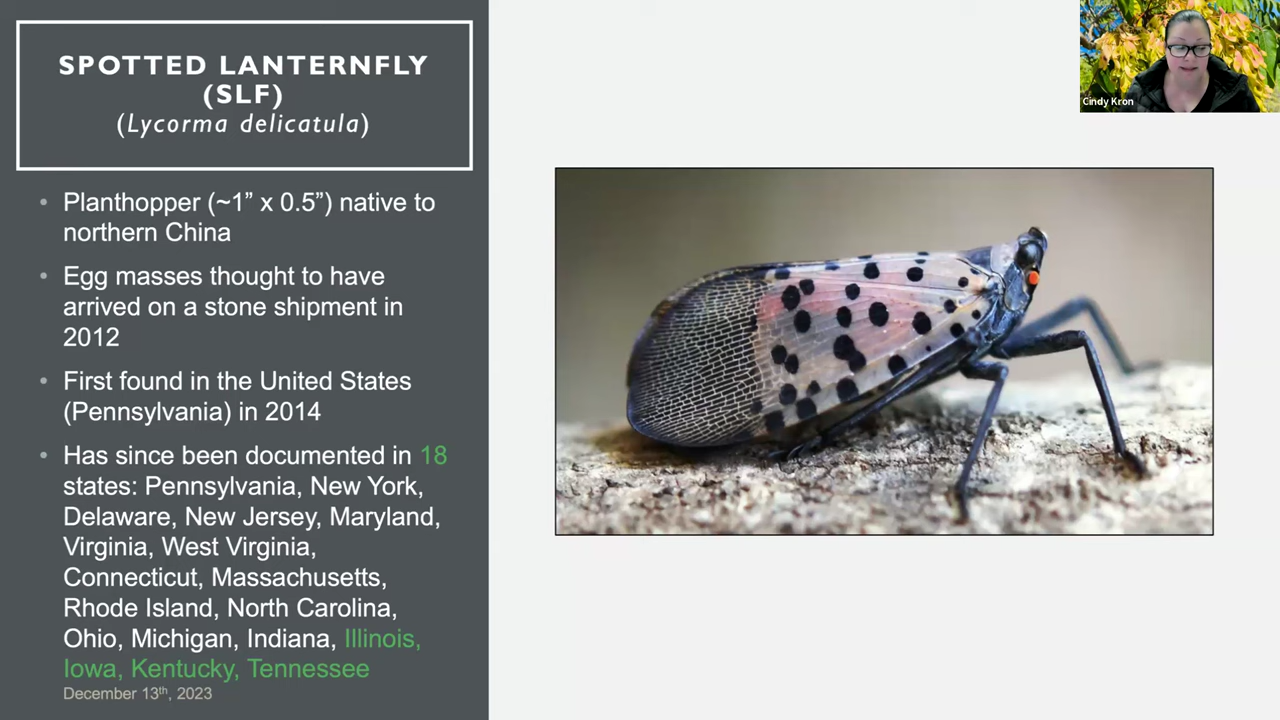 SPOTTED LANTERNFLY
(SLF)
(Lycorma delicatula)
• Planthopper (~1” x 0.5”) native to
northern China
• Egg masses thought to have
arrived on a stone shipment in
2012
• First found in the United States
(Pennsylvania) in 2014
• Has since been documented in 18
states: Pennsylvania, New York,
Delaware, New Jersey, Maryland,
Virginia, West Virginia,
Connecticut, Massachusetts,
Rhode Island, North Carolina,
Ohio, Michigan, Indiana, Illinois,
Iowa, Kentucky, Tennessee
December 13th, 2023
Cindy Kron